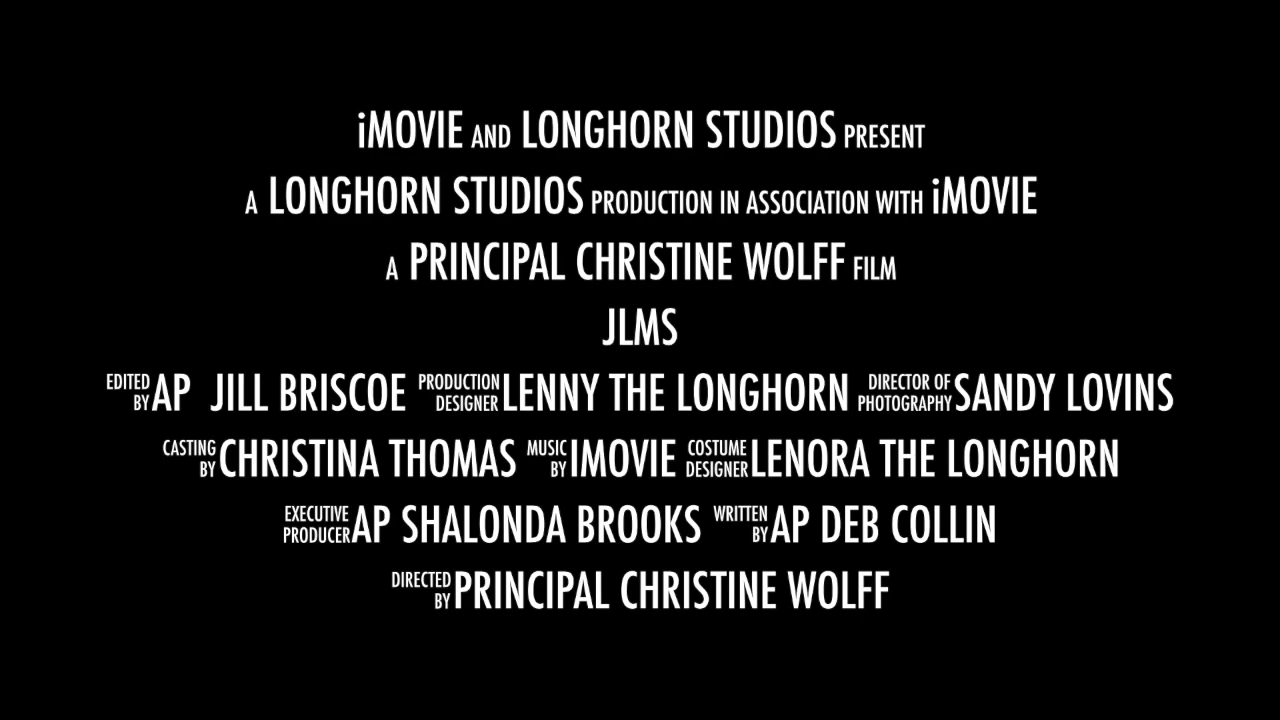 iMOVIE AND LONGHORN STUDIOS PRESENT
A LONGHORN STUDIOS PRODUCTION IN ASSOCIATION WITH iMOVIE
A PRINCIPAL CHRISTINE WOLFF FILM
JLMS
EDITED BY AP JILL BRISCOE PRODUCTION DESIGNER LENNY THE LONGHORN DIRECTOR OF PHOTOGRAPHY SANDY LOVINS
CASTING BY CHRISTINA THOMAS MUSIC BY IMOVIE COSTUME DESIGNER LENORA THE LONGHORN
EXECUTIVE PRODUCER AP SHALONDA BROOKS WRITTEN BY AP DEB COLLIN
DIRECTED BY PRINCIPAL CHRISTINE WOLFF